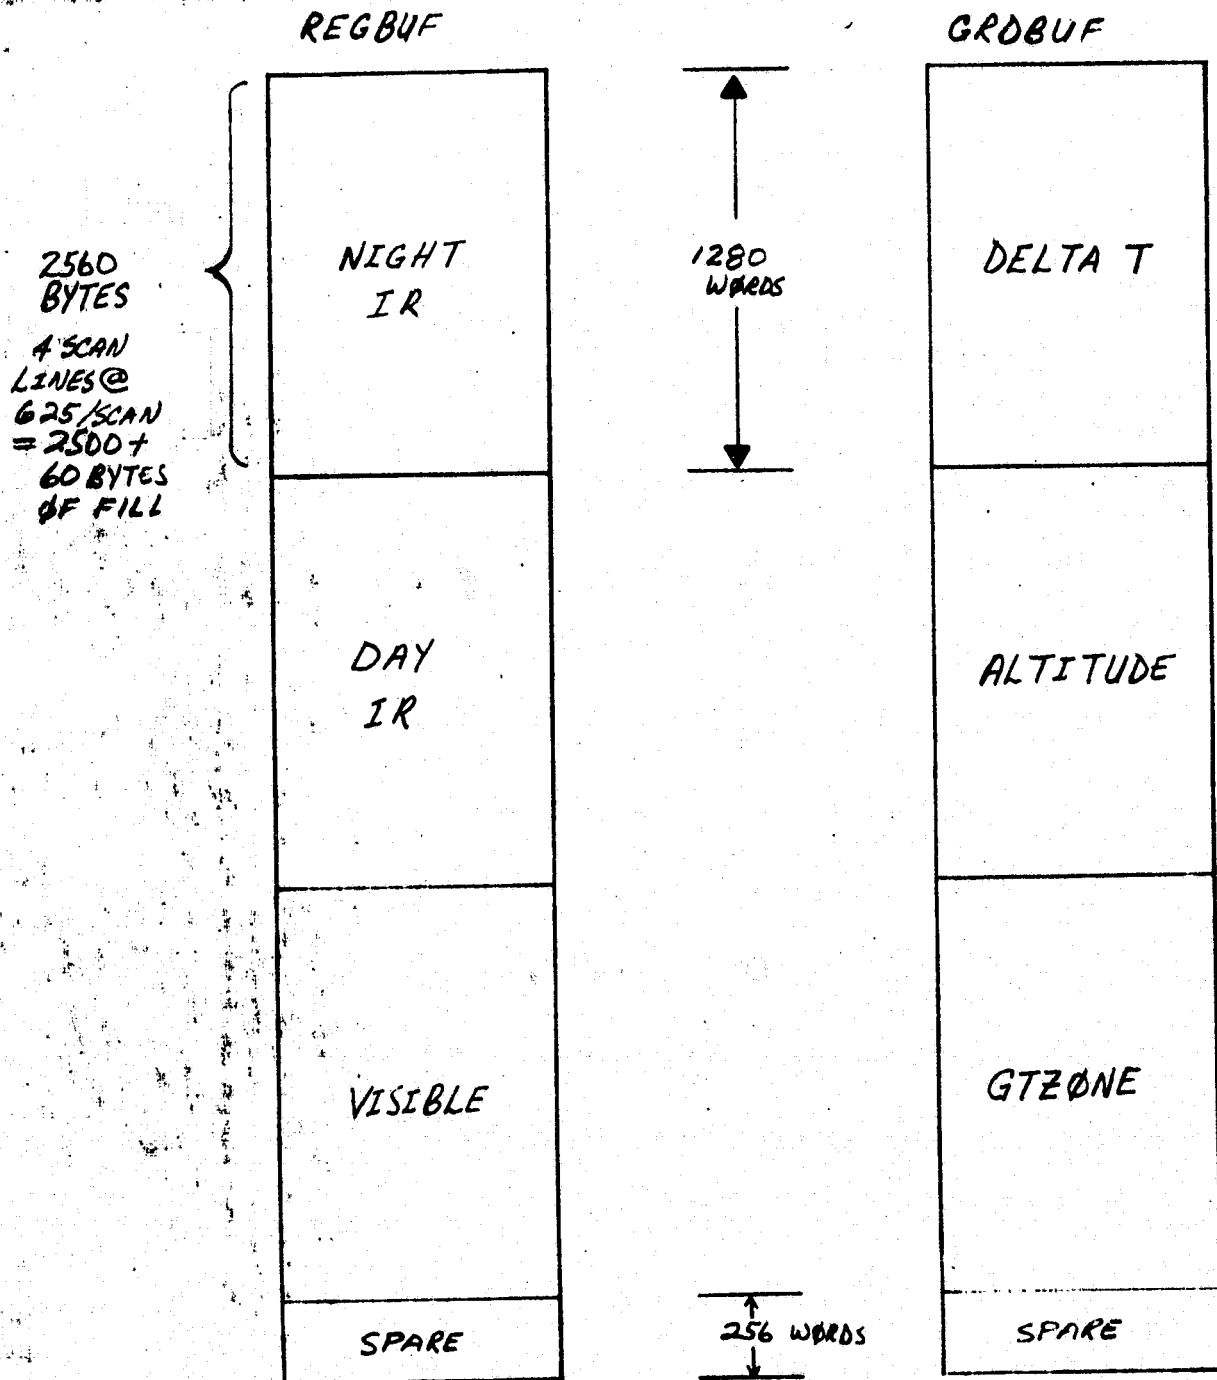 REGBUF
GRDBUF
NIGHT
IR
2560
BYTES
4 SCAN
LINES @
625/SCAN
= 2500 +
60 BYTES
ØF FILL
1280
WØRDS
DELTA T
DAY
IR
ALTITUDE
VISIBLE
GTZØNE
SPARE
256 WØRDS
SPARE